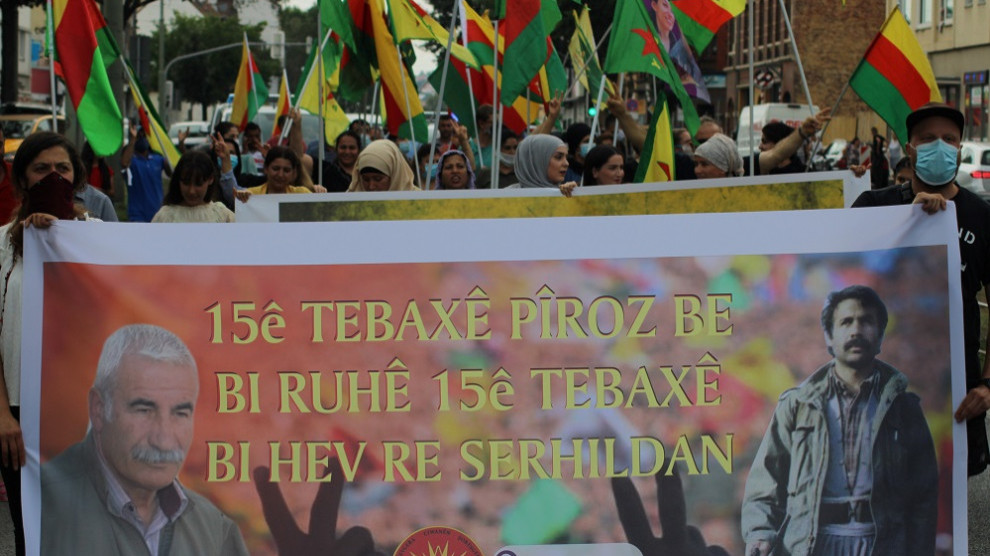 15ê TEBAXÊ PÎROZ BE
BI RUHÊ 15ê TEBAXÊ
BI HEV RE SERHILDAN